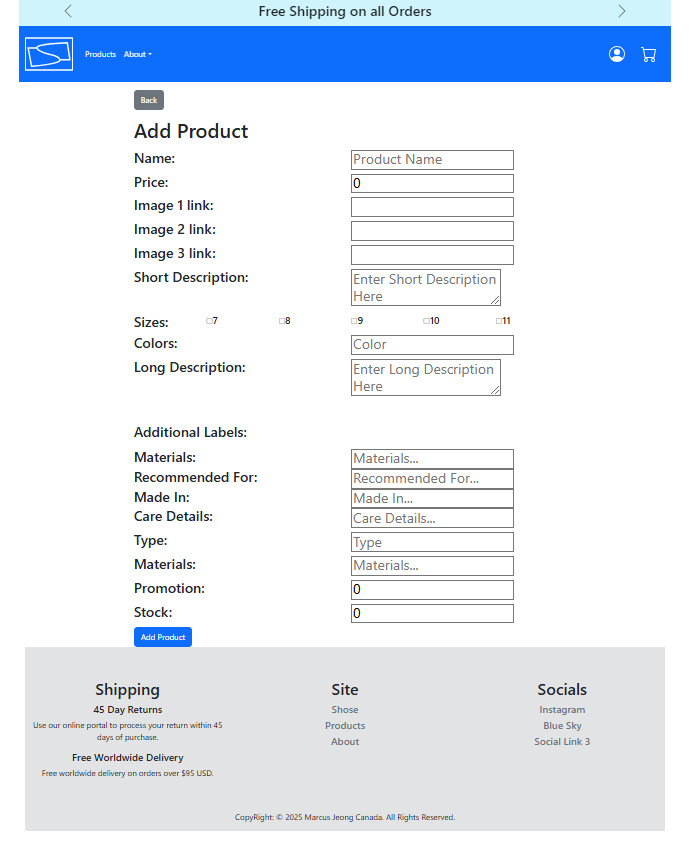 Free Shipping on all Orders
Products About
Back
Add Product
Name: Product Name
Price: 0
Image 1 link:
Image 2 link:
Image 3 link:
Short Description: Enter Short Description
Here
Sizes: 7 8 9 10 11
Colors: Color
Long Description: Enter Long Description
Here
Additional Labels:
Materials: Materials...
Recommended For: Recommended For...
Made In: Made In...
Care Details: Care Details...
Type: Type
Materials: Materials...
Promotion: 0
Stock: 0
Add Product
Shipping
45 Day Returns
Use our online portal to process your return within 45
days of purchase.
Free Worldwide Delivery
Free worldwide delivery on orders over $95 USD.
Site
Shose
Products
About
Socials
Instagram
Blue Sky
Social Link 3
CopyRight: © 2025 Marcus Jeong Canada. All Rights Reserved.